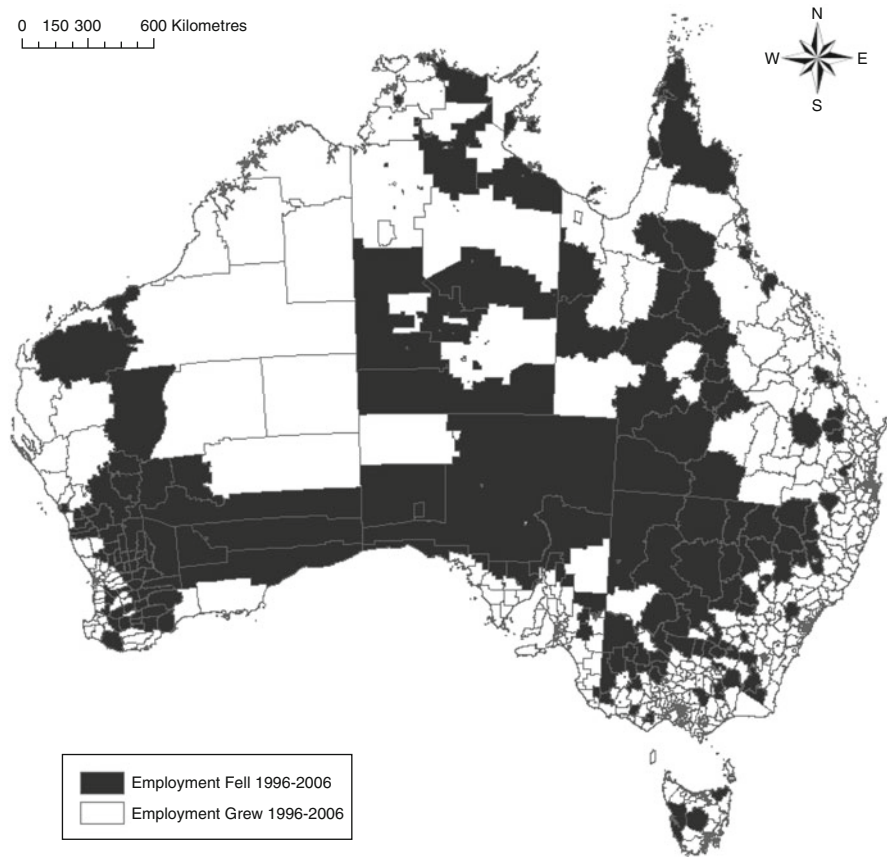 0 150 300 600 Kilometres
N
W E
S
Employment Fell 1996-2006
Employment Grew 1996-2006